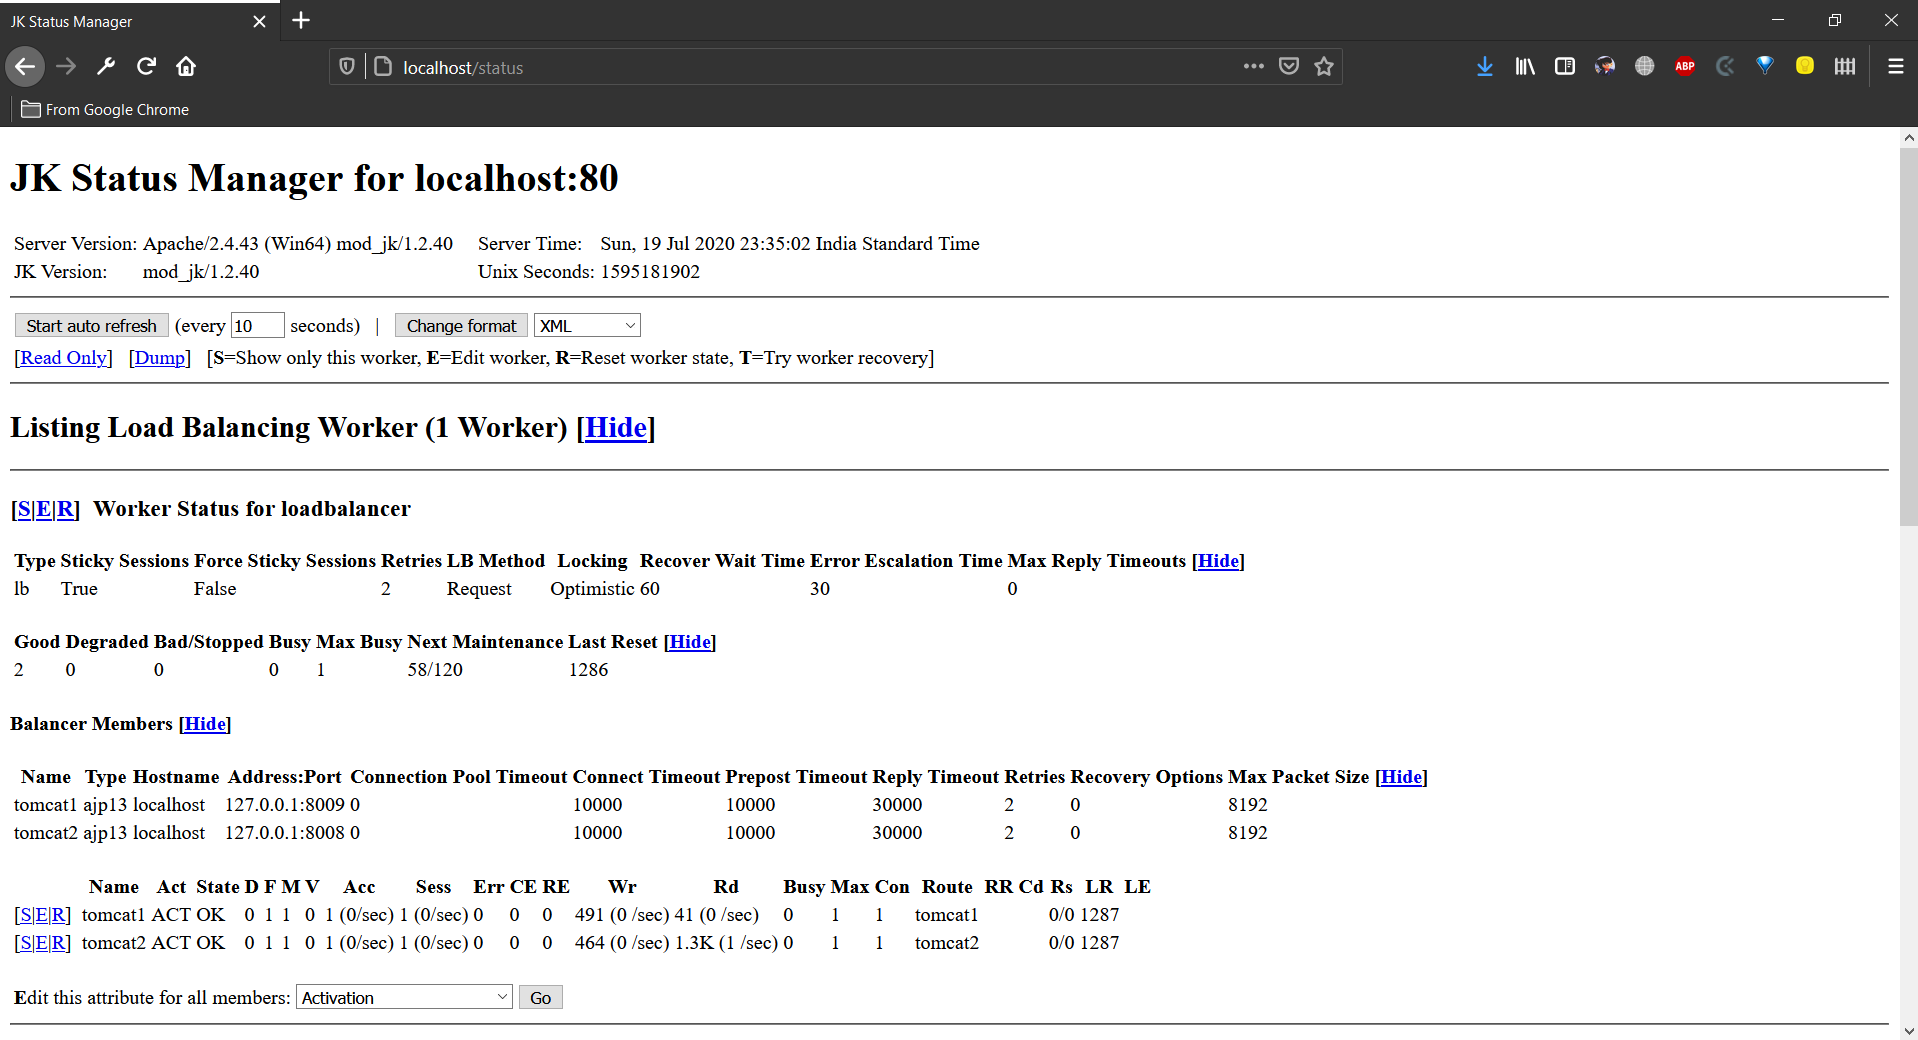 JK Status Manager
localhost/status
ABP
From Google Chrome
JK Status Manager for localhost:80
Server Version: Apache/2.4.43 (Win64) mod_jk/1.2.40 Server Time: Sun, 19 Jul 2020 23:35:02 India Standard Time
JK Version: mod_jk/1.2.40 Unix Seconds: 1595181902
Start auto refresh (every 10 seconds) | Change format XML
[Read Only] [Dump] [S=Show only this worker, E=Edit worker, R=Reset worker state, T=Try worker recovery]
Listing Load Balancing Worker (1 Worker) [Hide]
[S|E|R] Worker Status for loadbalancer
Type Sticky Sessions Force Sticky Sessions Retries LB Method Locking Recover Wait Time Error Escalation Time Max Reply Timeouts [Hide]
lb True False 2 Request Optimistic 60 30 0
Good Degraded Bad/Stopped Busy Max Busy Next Maintenance Last Reset [Hide]
2 0 0 0 1 58/120 1286
Balancer Members [Hide]
Name Type Hostname Address:Port Connection Pool Timeout Connect Timeout Prepost Timeout Reply Timeout Retries Recovery Options Max Packet Size [Hide]
tomcat1 ajp13 localhost 127.0.0.1:8009 0 10000 10000 30000 2 0 8192
tomcat2 ajp13 localhost 127.0.0.1:8008 0 10000 10000 30000 2 0 8192
Name Act State D F M V Acc Sess Err CE RE Wr Rd Busy Max Con Route RR Cd Rs LR LE
[S|E|R] tomcat1 ACT OK 0 1 1 0 1 (0/sec) 1 (0/sec) 0 0 0 491 (0 /sec) 41 (0 /sec) 0 1 1 tomcat1 0/0 1287
[S|E|R] tomcat2 ACT OK 0 1 1 0 1 (0/sec) 1 (0/sec) 0 0 0 464 (0 /sec) 1.3K (1 /sec) 0 1 1 tomcat2 0/0 1287
Edit this attribute for all members: Activation Go